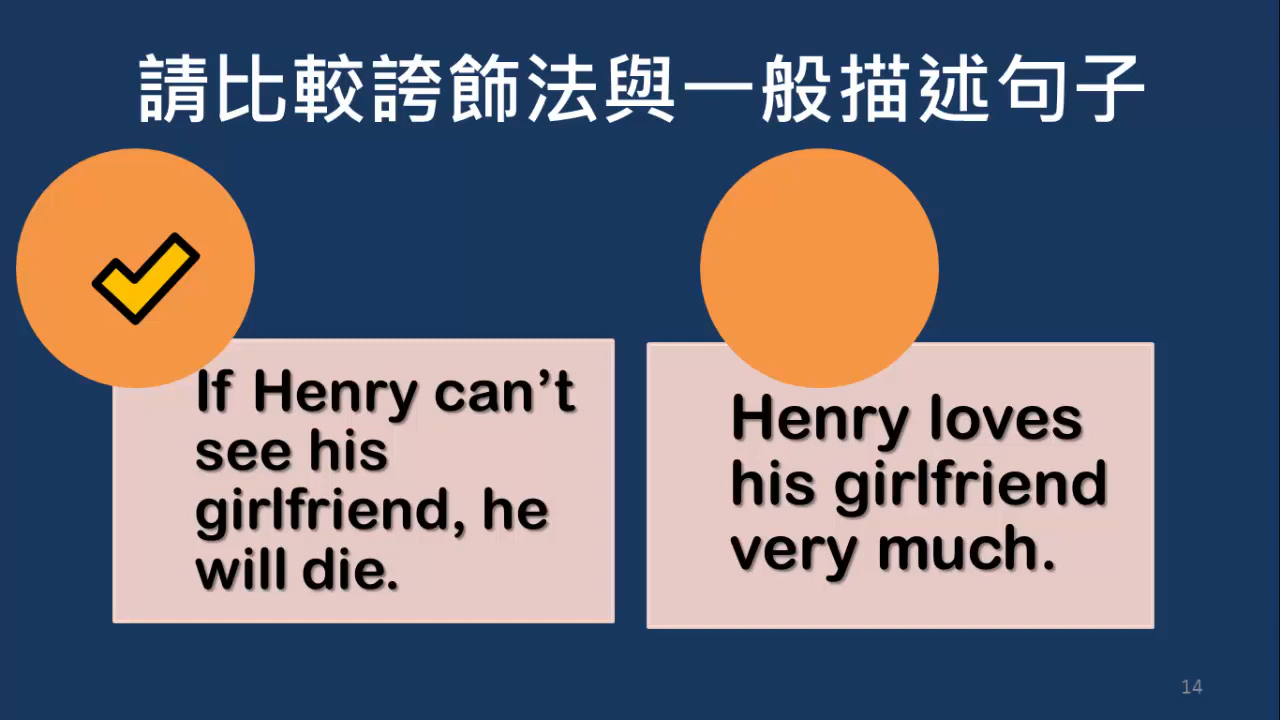 請比較誇飾法與一般描述句子
If Henry can’t
see his
girlfriend, he
will die.
Henry loves
his girlfriend
very much.
14